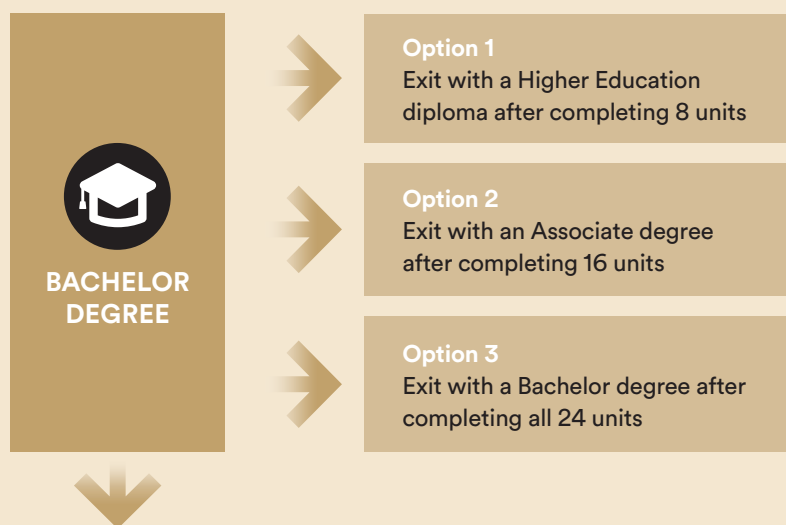 BACHELOR
DEGREE
Option 1
Exit with a Higher Education
diploma after completing 8 units
Option 2
Exit with an Associate degree
after completing 16 units
Option 3
Exit with a Bachelor degree after
completing all 24 units